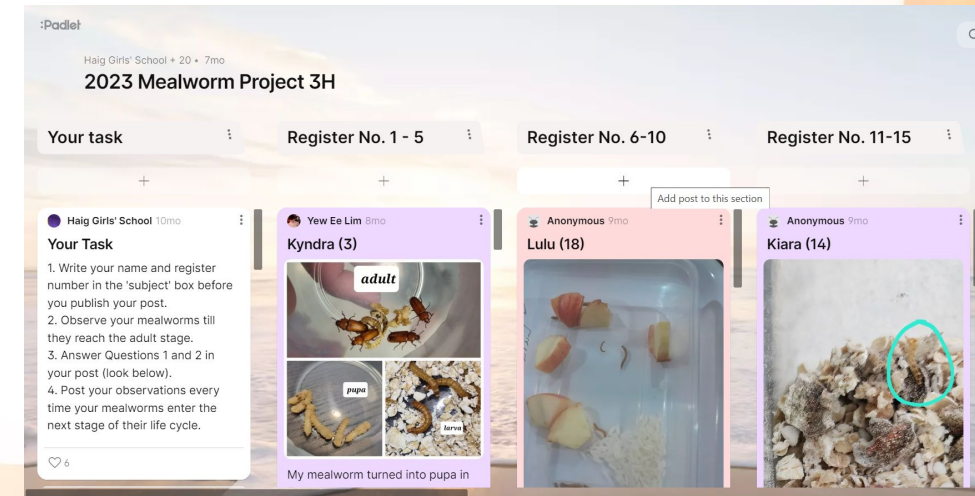 :Padlet
Haig Girls' School + 20 • 7mo
2023 Mealworm Project 3H
Your task
Register No. 1 - 5
Register No. 6-10
Register No. 11-15
Add post to this section
Haig Girls' School 10mo
Your Task
1. Write your name and register
number in the 'subject' box before
you publish your post.
2. Observe your mealworms till
they reach the adult stage.
3. Answer Questions 1 and 2 in
your post (look below).
4. Post your observations every
time your mealworms enter the
next stage of their life cycle.
6
Yew Ee Lim 8mo
Kyndra (3)
adult
pupa
larva
My mealworm turned into pupa in
Anonymous 9mo
Lulu (18)
Anonymous 9mo
Kiara (14)